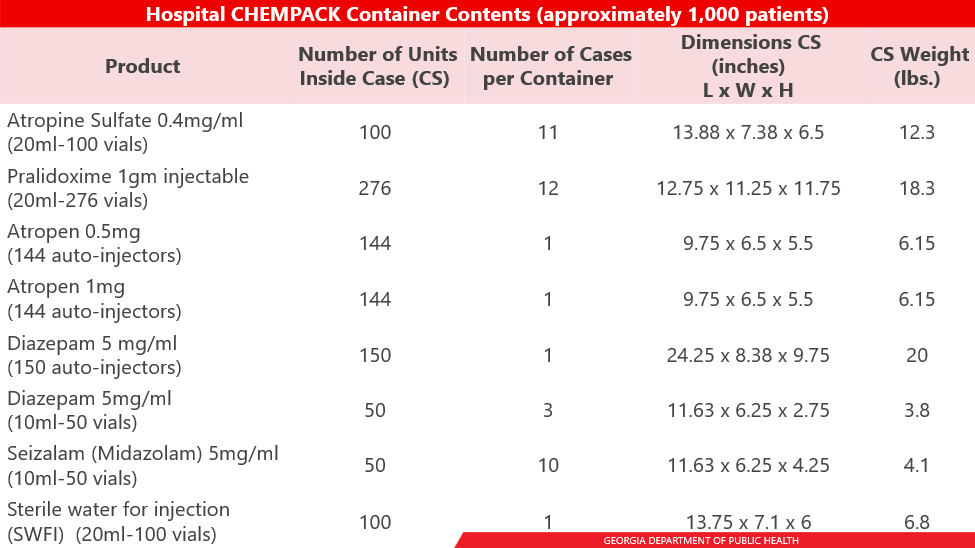 Hospital CHEMPACK Container Contents (approximately 1,000 patients)
Product
Number of Units
Inside Case (CS)
Number of Cases
per Container
Dimensions CS
(inches)
L x W x H
CS Weight
(lbs.)
Atropine Sulfate 0.4mg/ml
(20ml-100 vials)
100
11
13.88 x 7.38 x 6.5
12.3
Pralidoxime 1gm injectable
(20ml-276 vials)
276
12
12.75 x 11.25 x 11.75
18.3
Atropen 0.5mg
(144 auto-injectors)
144
1
9.75 x 6.5 x 5.5
6.15
Atropen 1mg
(144 auto-injectors)
144
1
9.75 x 6.5 x 5.5
6.15
Diazepam 5 mg/ml
(150 auto-injectors)
150
1
24.25 x 8.38 x 9.75
20
Diazepam 5mg/ml
(10ml-50 vials)
50
3
11.63 x 6.25 x 2.75
3.8
Seizalam (Midazolam) 5mg/ml
(10ml-50 vials)
50
10
11.63 x 6.25 x 4.25
4.1
Sterile water for injection
(SWFI)  (20ml-100 vials)
100
1
13.75 x 7.1 x 6
6.8
GEORGIA DEPARTMENT OF PUBLIC HEALTH